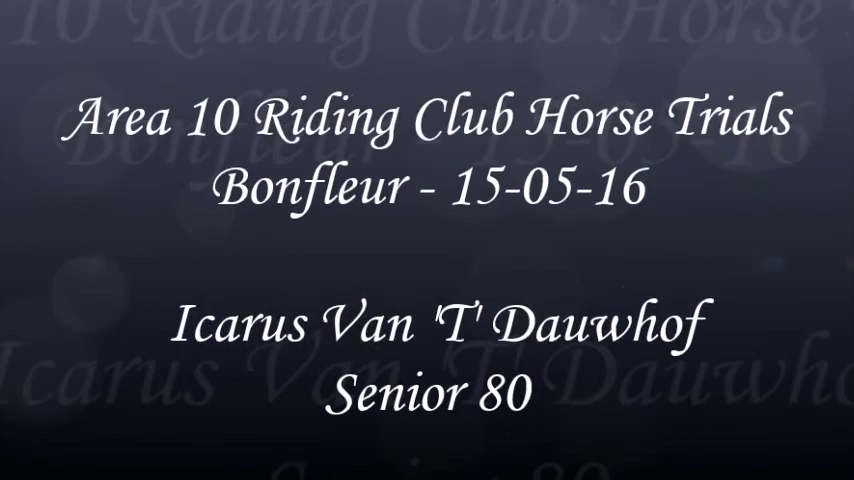 Area 10 Riding Club Horse Trials
Bonfleur - 15-05-16
Icarus Van 'T' Dauwhof
Senior 80